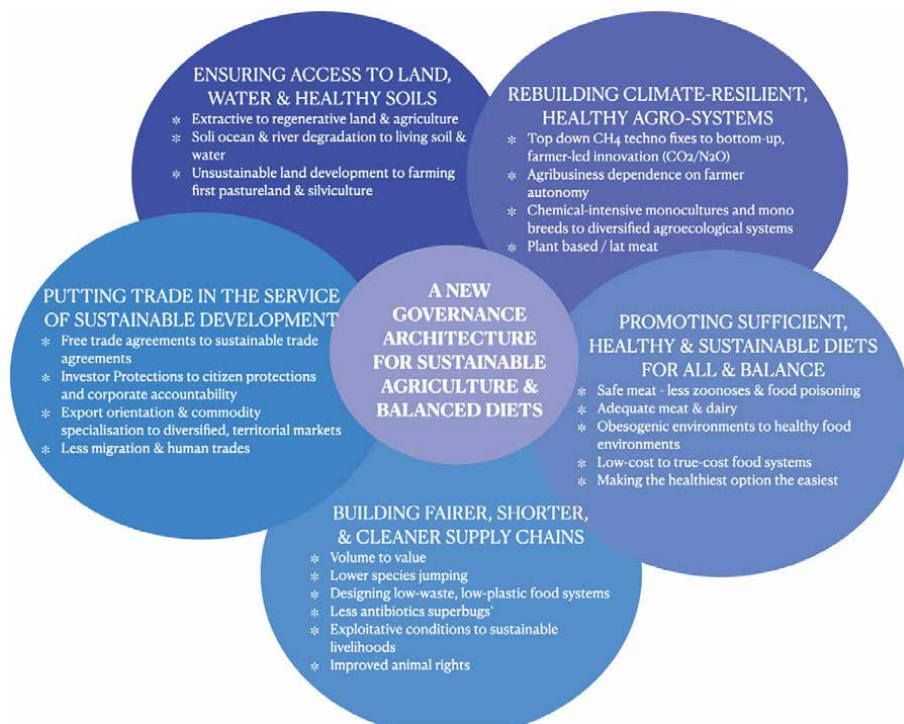 ENSURING ACCESS TO LAND,
WATER & HEALTHY SOILS
* Extractive to regenerative land & agriculture
* Soli ocean & river degradation to living soil &
water
* Unsustainable land development to farming
first pastureland & silviculture
REBUILDING CLIMATE-RESILIENT,
HEALTHY AGRO-SYSTEMS
* Top down CH4 techno fixes to bottom-up,
farmer-led innovation (CO2/N2O)
* Agribusiness dependence on farmer
autonomy
* Chemical-intensive monocultures and mono
breeds to diversified agroecological systems
* Plant based / lat meat
PUTTING TRADE IN THE SERVICE
OF SUSTAINABLE DEVELOPMENT
* Free trade agreements to sustainable trade
agreements
* Investor Protections to citizen protections
and corporate accountability
* Export orientation & commodity
specialisation to diversified, territorial markets
* Less migration & human trades
A NEW
GOVERNANCE
ARCHITECTURE
FOR SUSTAINABLE
AGRICULTURE &
BALANCED DIETS
PROMOTING SUFFICIENT,
HEALTHY & SUSTAINABLE DIETS
FOR ALL & BALANCE
* Safe meat - less zoonoses & food poisoning
* Adequate meat & dairy
* Obesogenic environments to healthy food
environments
* Low-cost to true-cost food systems
* Making the healthiest option the easiest
BUILDING FAIRER, SHORTER,
& CLEANER SUPPLY CHAINS
* Volume to value
* Lower species jumping
* Designing low-waste, low-plastic food systems
* Less antibiotics superbugs'
* Exploitative conditions to sustainable
livelihoods
* Improved animal rights